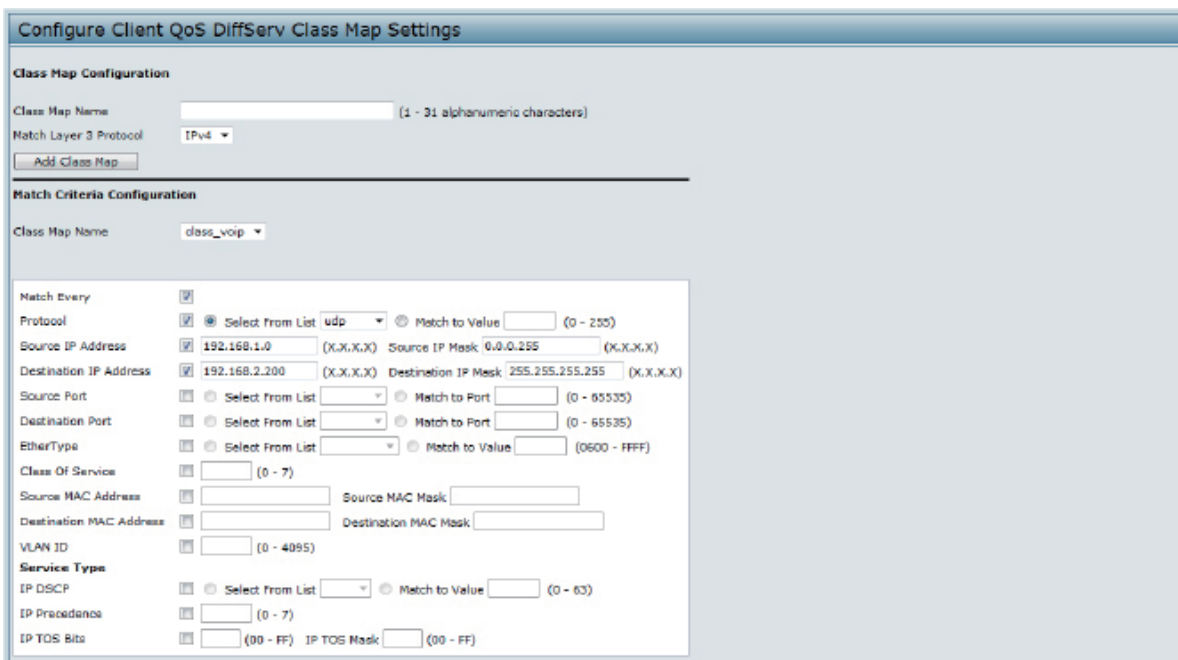 Configure Client QoS DiffServ Class Map Settings
Class Map Configuration
Class Map Name (1 - 31 alphanumeric characters)
Match Layer 3 Protocol IPv4
Add Class Map
Match Criteria Configuration
Class Map Name class_voip
Match Every
Protocol Select From List udp Match to Value (0 - 255)
Source IP Address 192.168.1.0 (X.X.X.X) Source IP Mask 0.0.0.255 (X.X.X.X)
Destination IP Address 192.168.2.200 (X.X.X.X) Destination IP Mask 255.255.255.255 (X.X.X.X)
Source Port Select From List Match to Port (0 - 65535)
Destination Port Select From List Match to Port (0 - 65535)
EtherType Select From List Match to Value (0600 - FFFF)
Class Of Service (0 - 7)
Source MAC Address Source MAC Mask
Destination MAC Address Destination MAC Mask
VLAN ID (0 - 4095)
Service Type
IP DSCP Select From List Match to Value (0 - 63)
IP Precedence (0 - 7)
IP TOS Bits (00 - FF) IP TOS Mask (00 - FF)